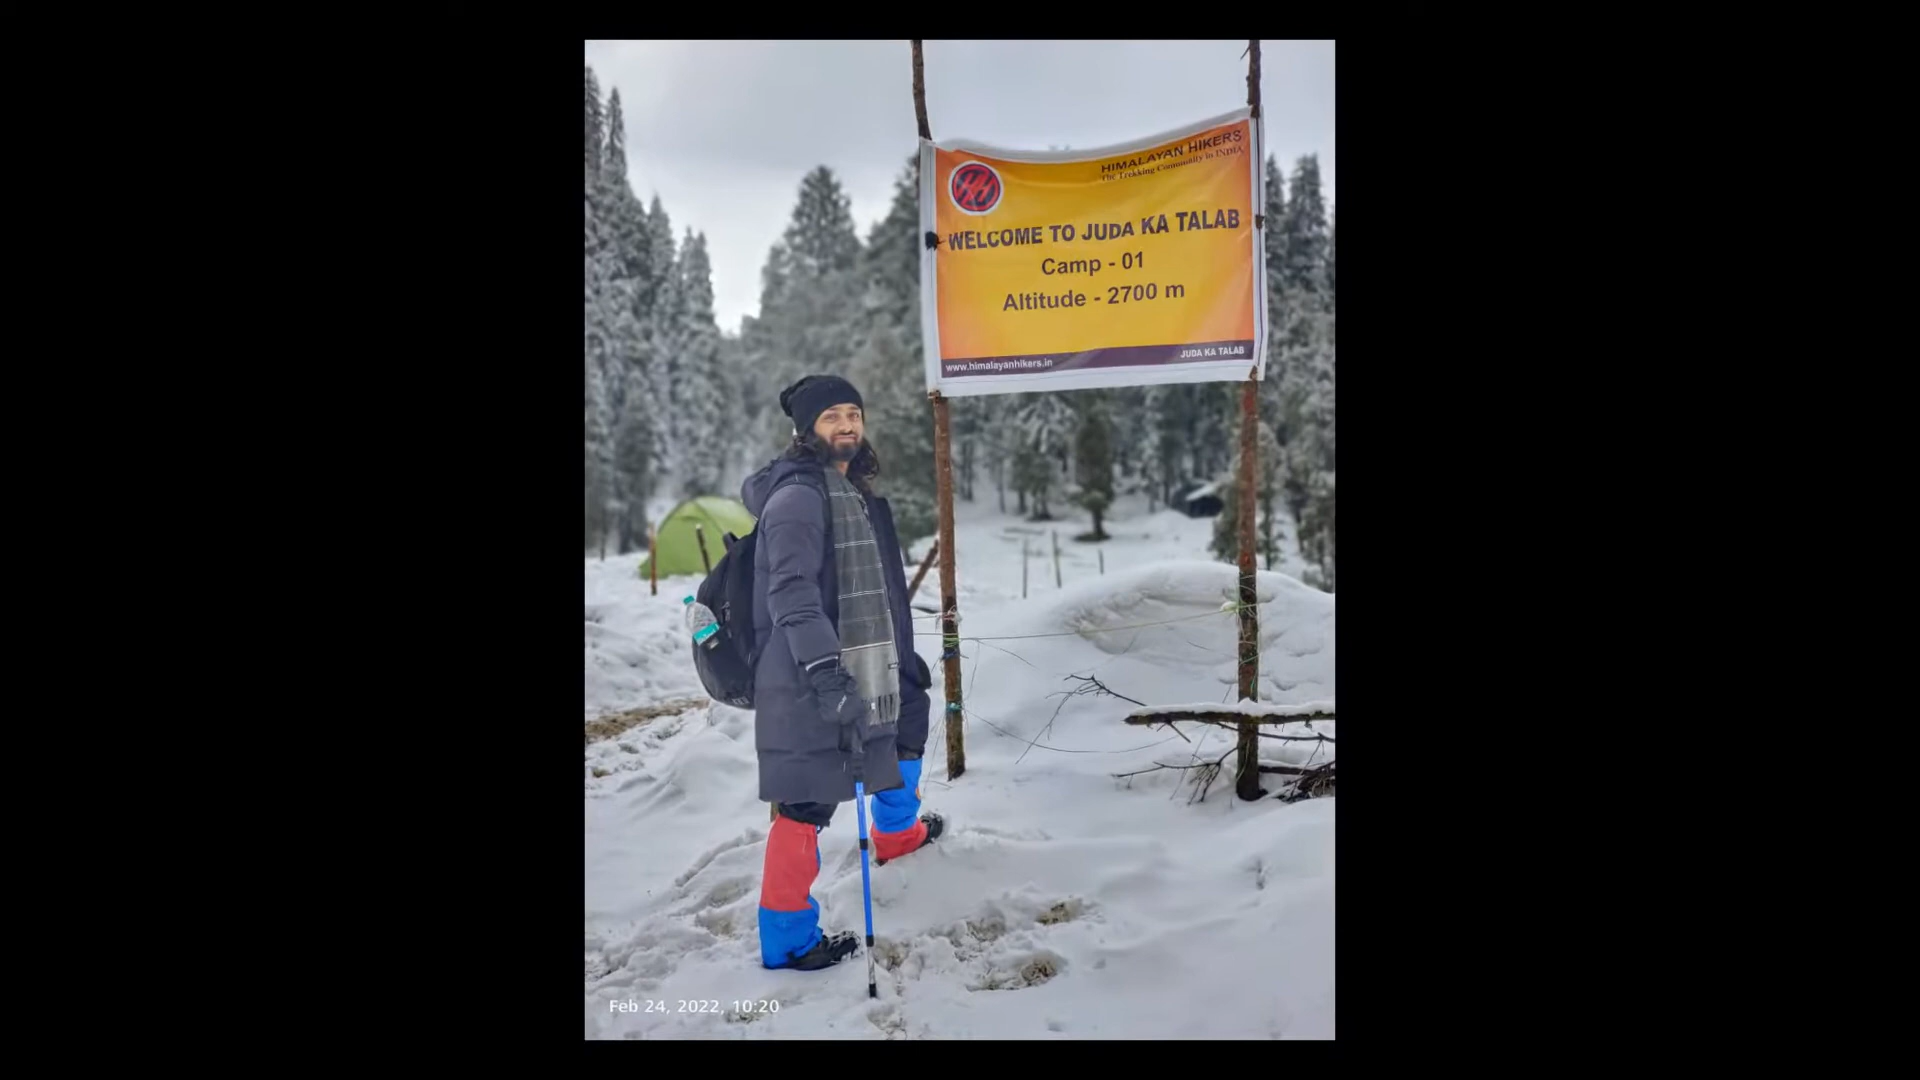 HIMALAYAN HIKERS
The Trekking Community in INDIA
WELCOME TO JUDA KA TALAB
Camp - 01
Altitude - 2700 m
www.himalayanhikers.in
JUDA KA TALAB
Feb 24, 2022, 10:20